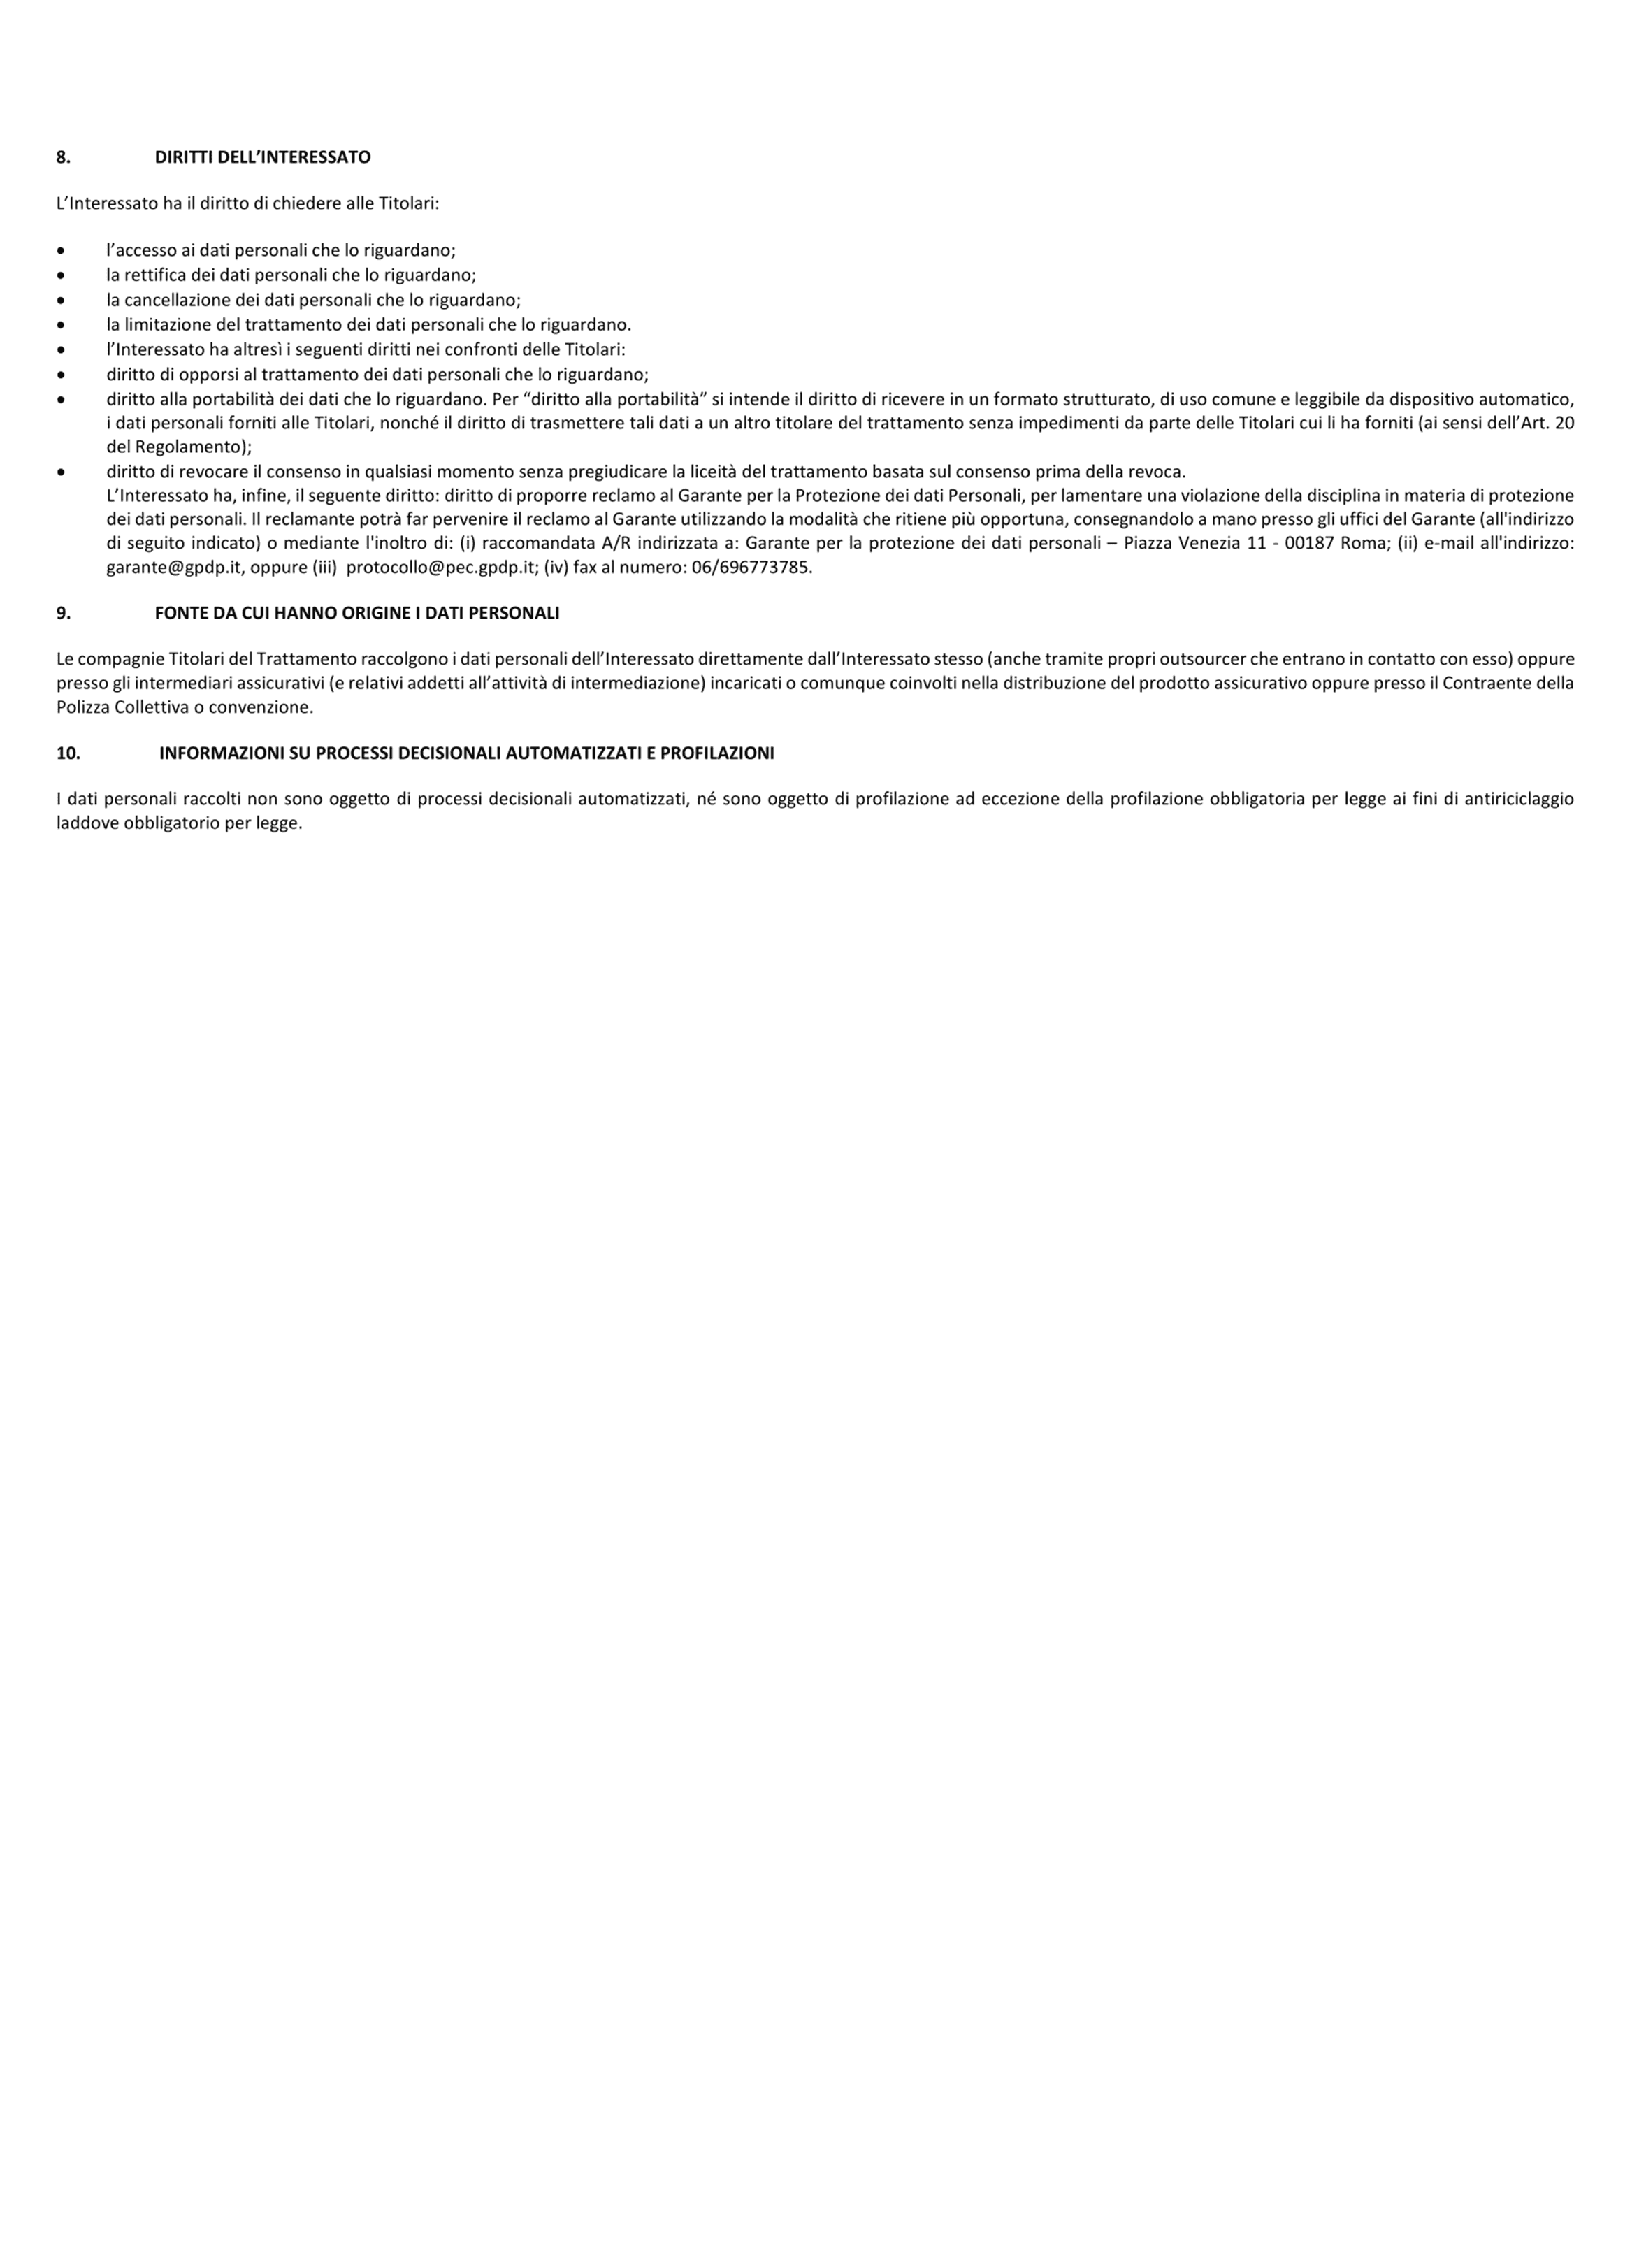 8. DIRITTI DELL’INTERESSATO
L’Interessato ha il diritto di chiedere alle Titolari:
• l’accesso ai dati personali che lo riguardano;
• la rettifica dei dati personali che lo riguardano;
• la cancellazione dei dati personali che lo riguardano;
• la limitazione del trattamento dei dati personali che lo riguardano.
• l’Interessato ha altresì i seguenti diritti nei confronti delle Titolari:
• diritto di opporsi al trattamento dei dati personali che lo riguardano;
• diritto alla portabilità dei dati che lo riguardano. Per “diritto alla portabilità” si intende il diritto di ricevere in un formato strutturato, di uso comune e leggibile da dispositivo automatico,
i dati personali forniti alle Titolari, nonché il diritto di trasmettere tali dati a un altro titolare del trattamento senza impedimenti da parte delle Titolari cui li ha forniti (ai sensi dell’Art. 20
del Regolamento);
• diritto di revocare il consenso in qualsiasi momento senza pregiudicare la liceità del trattamento basata sul consenso prima della revoca.
L’Interessato ha, infine, il seguente diritto: diritto di proporre reclamo al Garante per la Protezione dei dati Personali, per lamentare una violazione della disciplina in materia di protezione
dei dati personali. Il reclamante potrà far pervenire il reclamo al Garante utilizzando la modalità che ritiene più opportuna, consegnandolo a mano presso gli uffici del Garante (all'indirizzo
di seguito indicato) o mediante l'inoltro di: (i) raccomandata A/R indirizzata a: Garante per la protezione dei dati personali – Piazza Venezia 11 - 00187 Roma; (ii) e-mail all'indirizzo:
garante@gpdp.it, oppure (iii) protocollo@pec.gpdp.it; (iv) fax al numero: 06/696773785.
9. FONTE DA CUI HANNO ORIGINE I DATI PERSONALI
Le compagnie Titolari del Trattamento raccolgono i dati personali dell’Interessato direttamente dall’Interessato stesso (anche tramite propri outsourcer che entrano in contatto con esso) oppure
presso gli intermediari assicurativi (e relativi addetti all’attività di intermediazione) incaricati o comunque coinvolti nella distribuzione del prodotto assicurativo oppure presso il Contraente della
Polizza Collettiva o convenzione.
10. INFORMAZIONI SU PROCESSI DECISIONALI AUTOMATIZZATI E PROFILAZIONI
I dati personali raccolti non sono oggetto di processi decisionali automatizzati, né sono oggetto di profilazione ad eccezione della profilazione obbligatoria per legge ai fini di antiriciclaggio
laddove obbligatorio per legge.